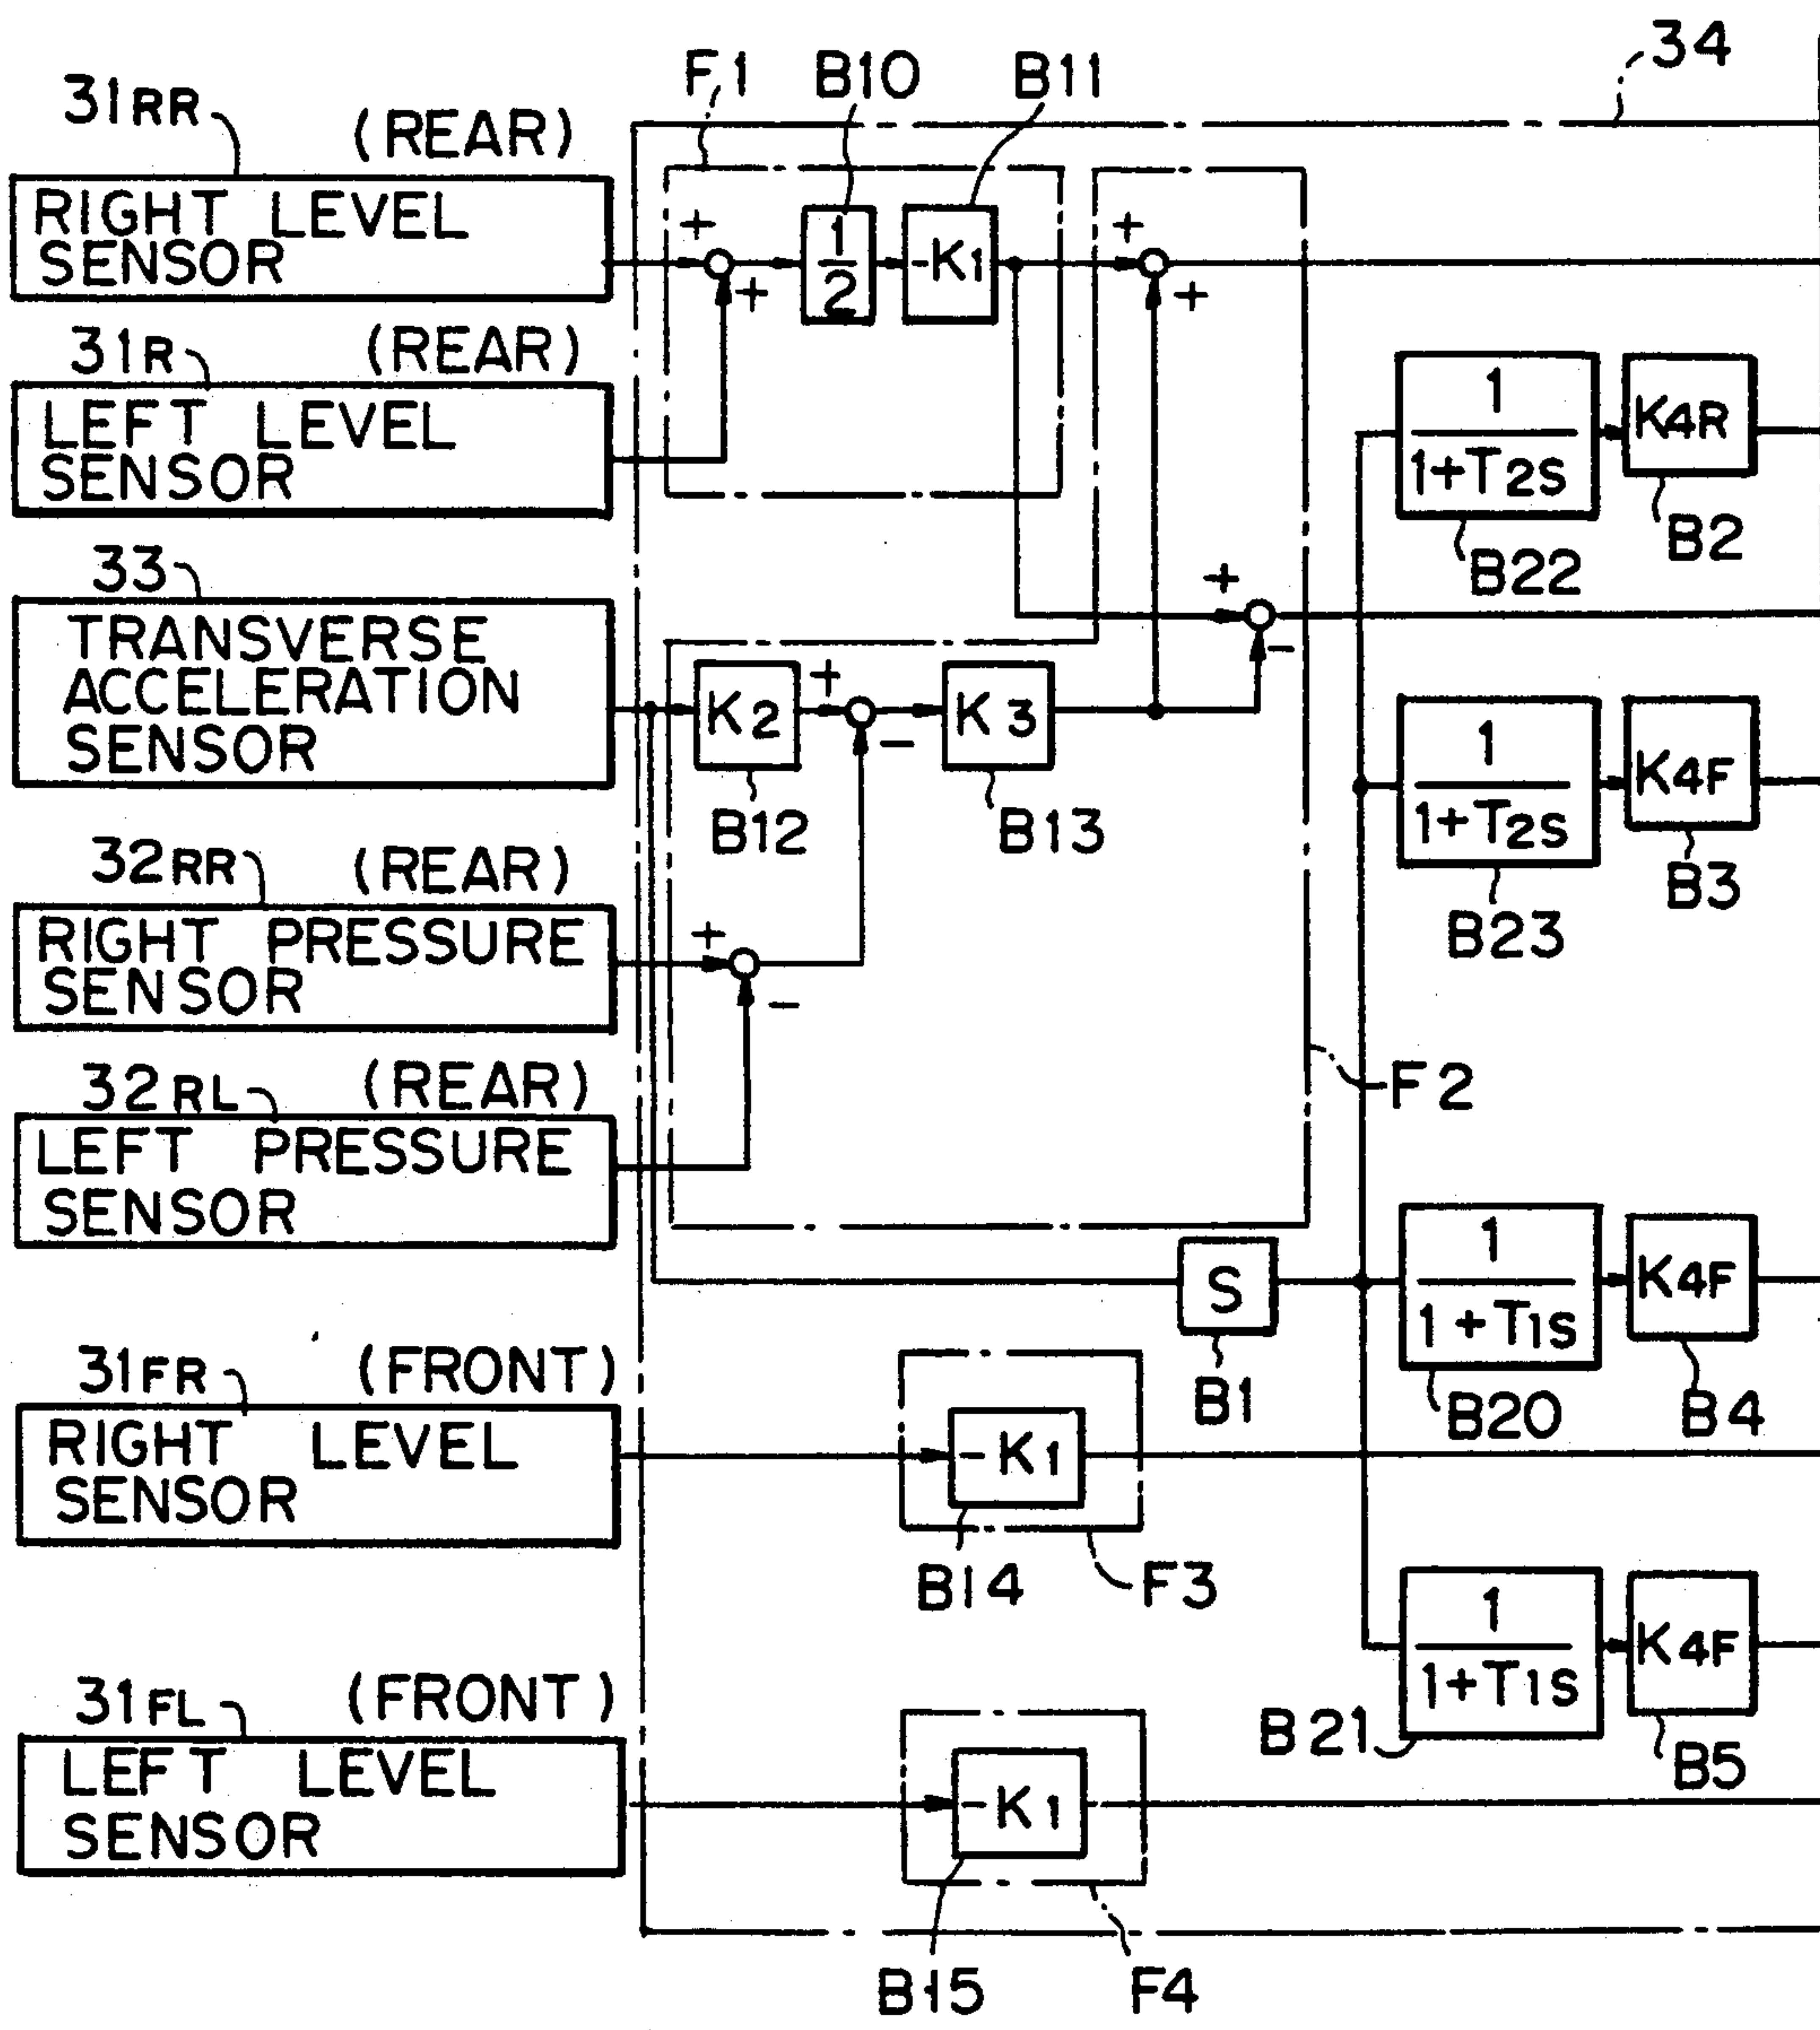 34
F1 B10 B11
31RR (REAR)
RIGHT LEVEL
SENSOR
+ + 1/2 -K1 + +
31R (REAR)
LEFT LEVEL
SENSOR
1
1+T2S
K4R
B22 B2
33
TRANSVERSE
ACCELERATION
SENSOR
K2 + - K3 + -
B12 B13
1
1+T2S
K4F
B23 B3
32RR (REAR)
RIGHT PRESSURE
SENSOR
+ -
32RL (REAR)
LEFT PRESSURE
SENSOR
F2
S
B1
1
1+T1S
K4F
B20 B4
31FR (FRONT)
RIGHT LEVEL
SENSOR
-K1
B14 F3
1
1+T1S
K4F
B21 B5
31FL (FRONT)
LEFT LEVEL
SENSOR
-K1
B15 F4